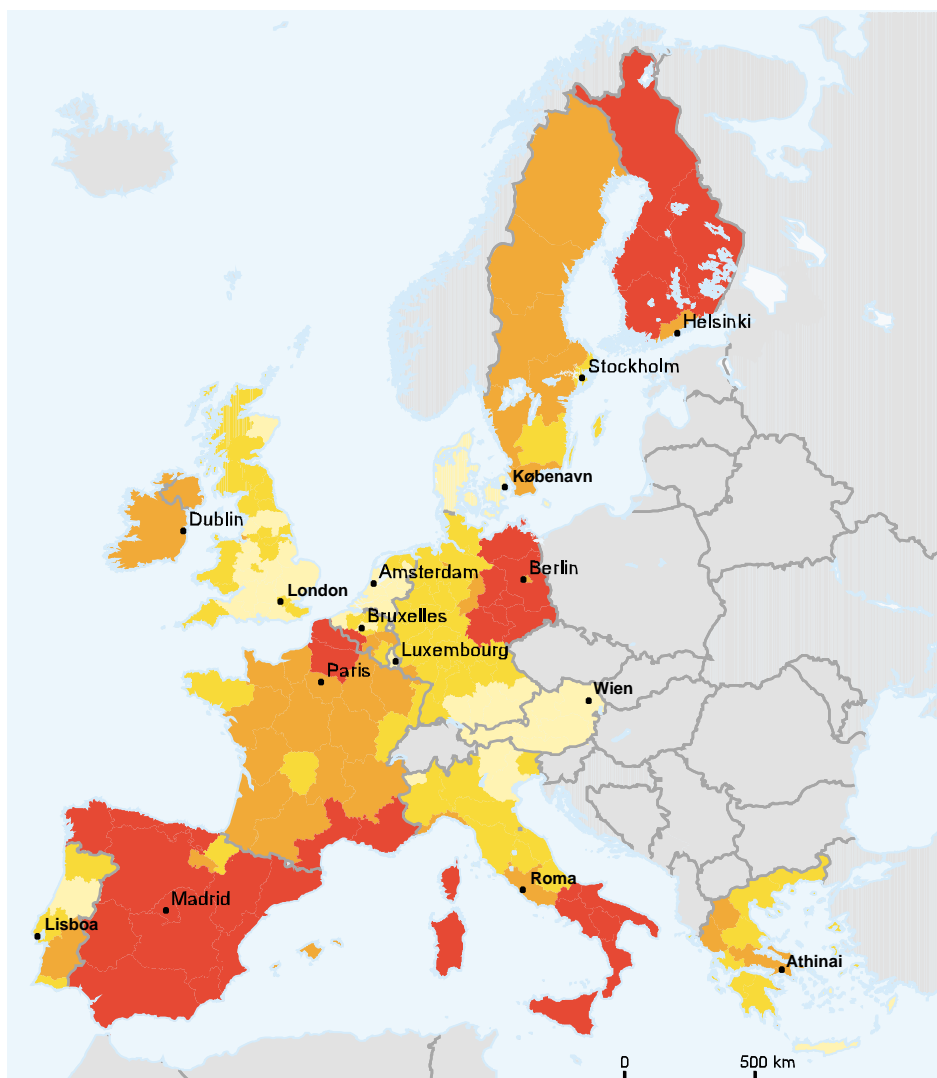 Helsinki
Stockholm
København
Dublin
Amsterdam
Berlin
London
Bruxelles
Luxembourg
Paris
Wien
Roma
Madrid
Lisboa
Athinai
0 500 km